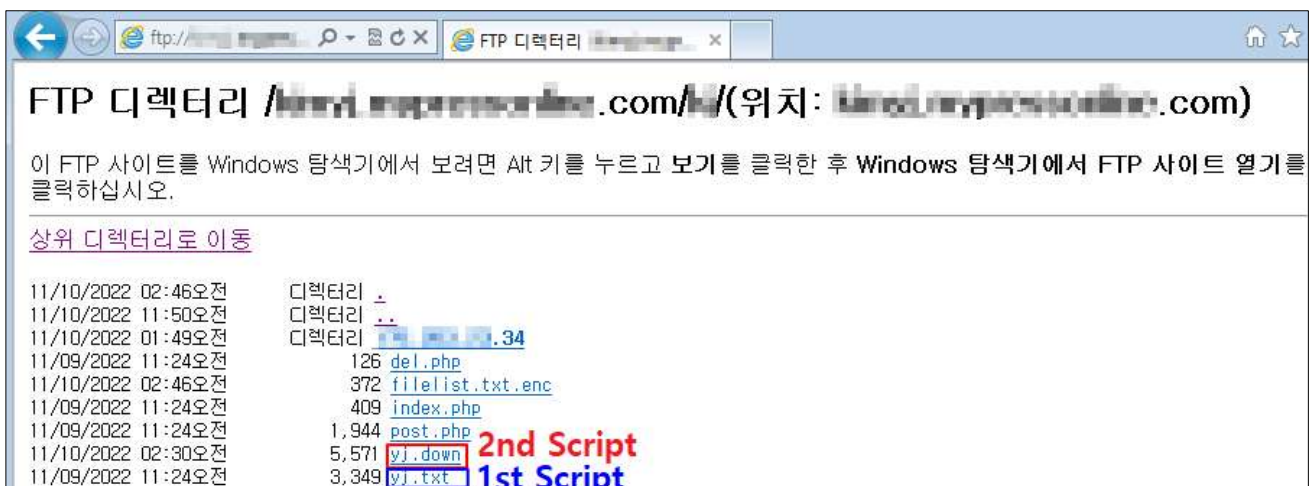 ftp://
FTP 디렉터리
FTP 디렉터리 / .com/ /(위치: .com)
이 FTP 사이트를 Windows 탐색기에서 보려면 Alt 키를 누르고 보기를 클릭한 후 Windows 탐색기에서 FTP 사이트 열기를
클릭하십시오.
상위 디렉터리로 이동
11/10/2022 02:46오전 디렉터리 .
11/10/2022 11:50오전 디렉터리 ..
11/10/2022 01:49오전 디렉터리 .34
11/09/2022 11:24오전 126 del.php
11/10/2022 02:46오전 372 filelist.txt.enc
11/09/2022 11:24오전 409 index.php
11/09/2022 11:24오전 1,944 post.php
11/10/2022 02:30오전 5,571 yj.down 2nd Script
11/09/2022 11:24오전 3,349 yj.txt 1st Script